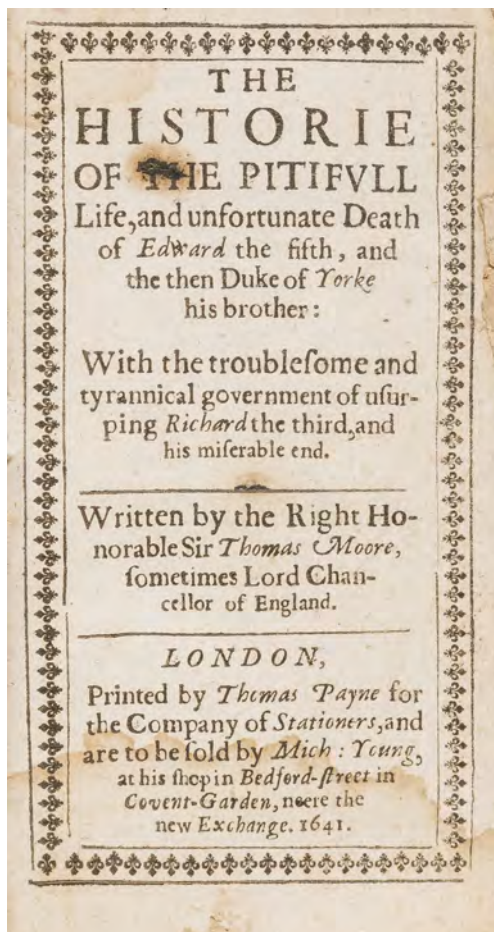 THE
HISTORIE
OF THE PITIFVLL
Life,and unfortunate Death
of Edward the fifth, and
the then Duke of Yorke
his brother:
With the troubleſome and
tyrannical government of uſur-
ping Richard the third,and
his miſerable end.
Written by the Right Ho-
norable Sir Thomas Moore,
ſometimes Lord Chan-
cellor of England.
LONDON,
Printed by Thomas Payne for
the Company of Stationers,and
are to be ſold by Mich: Young,
at his ſhop in Bedford-ſtreet in
Covent-Garden, neere the
new Exchange. 1641.